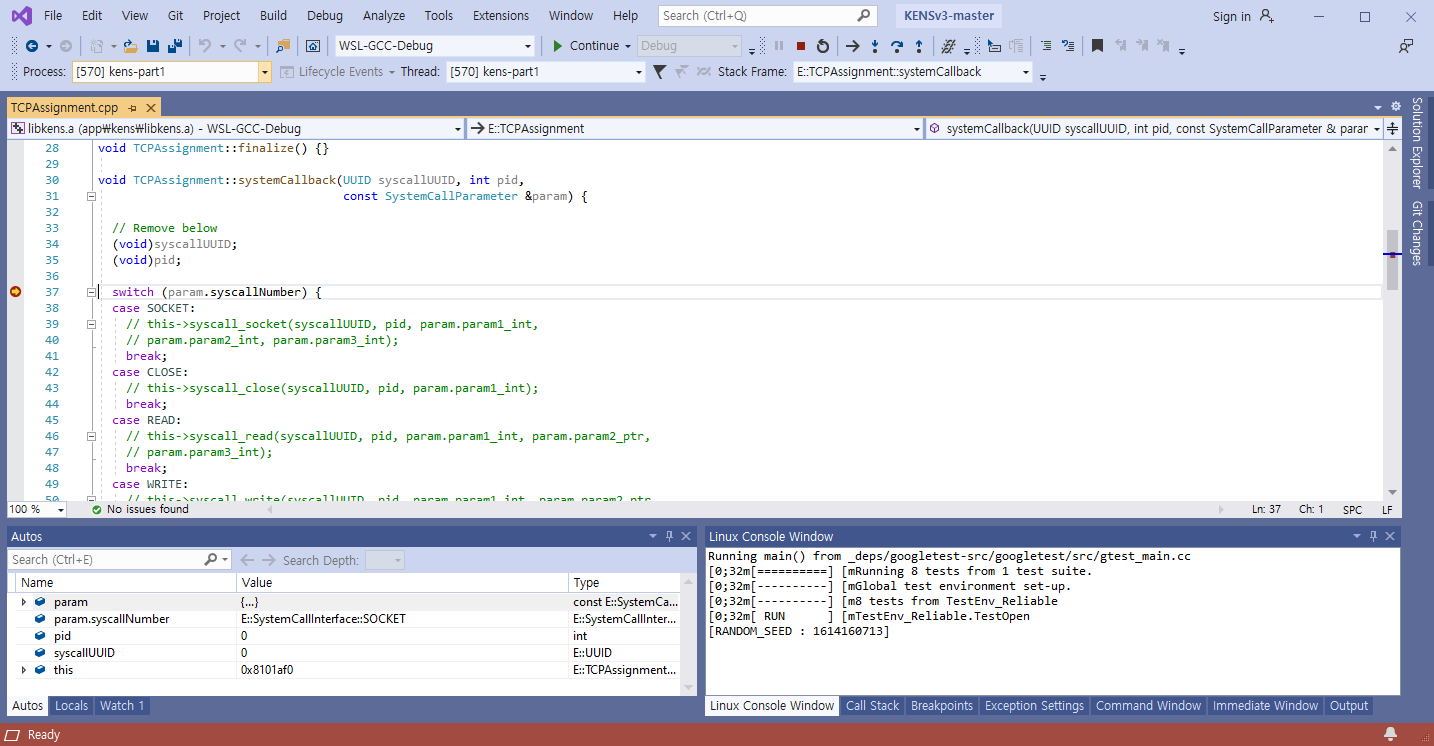 File Edit View Git Project Build Debug Analyze Tools Extensions Window Help Search (Ctrl+Q) KENSv3-master Sign in
WSL-GCC-Debug Continue Debug
Process: [570] kens-part1 Lifecycle Events Thread: [570] kens-part1 Stack Frame: E::TCPAssignment::systemCallback
TCPAssignment.cpp
libkens.a (app₩kens₩libkens.a) - WSL-GCC-Debug E::TCPAssignment systemCallback(UUID syscallUUID, int pid, const SystemCallParameter & parar
28 void TCPAssignment::finalize() {}
29
30 void TCPAssignment::systemCallback(UUID syscallUUID, int pid,
31 const SystemCallParameter &param) {
32
33 // Remove below
34 (void)syscallUUID;
35 (void)pid;
36
37 switch (param.syscallNumber) {
38 case SOCKET:
39 // this->syscall_socket(syscallUUID, pid, param.param1_int,
40 // param.param2_int, param.param3_int);
41 break;
42 case CLOSE:
43 // this->syscall_close(syscallUUID, pid, param.param1_int);
44 break;
45 case READ:
46 // this->syscall_read(syscallUUID, pid, param.param1_int, param.param2_ptr,
47 // param.param3_int);
48 break;
49 case WRITE:
50 // this->syscall_write(syscallUUID, pid, param.param1_int, param.param2_ptr,
Solution Explorer
Git Changes
100 % No issues found Ln: 37 Ch: 1 SPC LF
Autos
Search (Ctrl+E) Search Depth:
Name Value Type
param {...} const E::SystemCa...
param.syscallNumber E::SystemCallInterface::SOCKET E::SystemCallInter...
pid 0 int
syscallUUID 0 E::UUID
this 0x8101af0 E::TCPAssignment...
Autos Locals Watch 1
Linux Console Window
Running main() from _deps/googletest-src/googletest/src/gtest_main.cc
[0;32m[==========] [mRunning 8 tests from 1 test suite.
[0;32m[----------] [mGlobal test environment set-up.
[0;32m[----------] [m8 tests from TestEnv_Reliable
[0;32m[ RUN      ] [mTestEnv_Reliable.TestOpen
[RANDOM_SEED : 1614160713]
Linux Console Window Call Stack Breakpoints Exception Settings Command Window Immediate Window Output
Ready